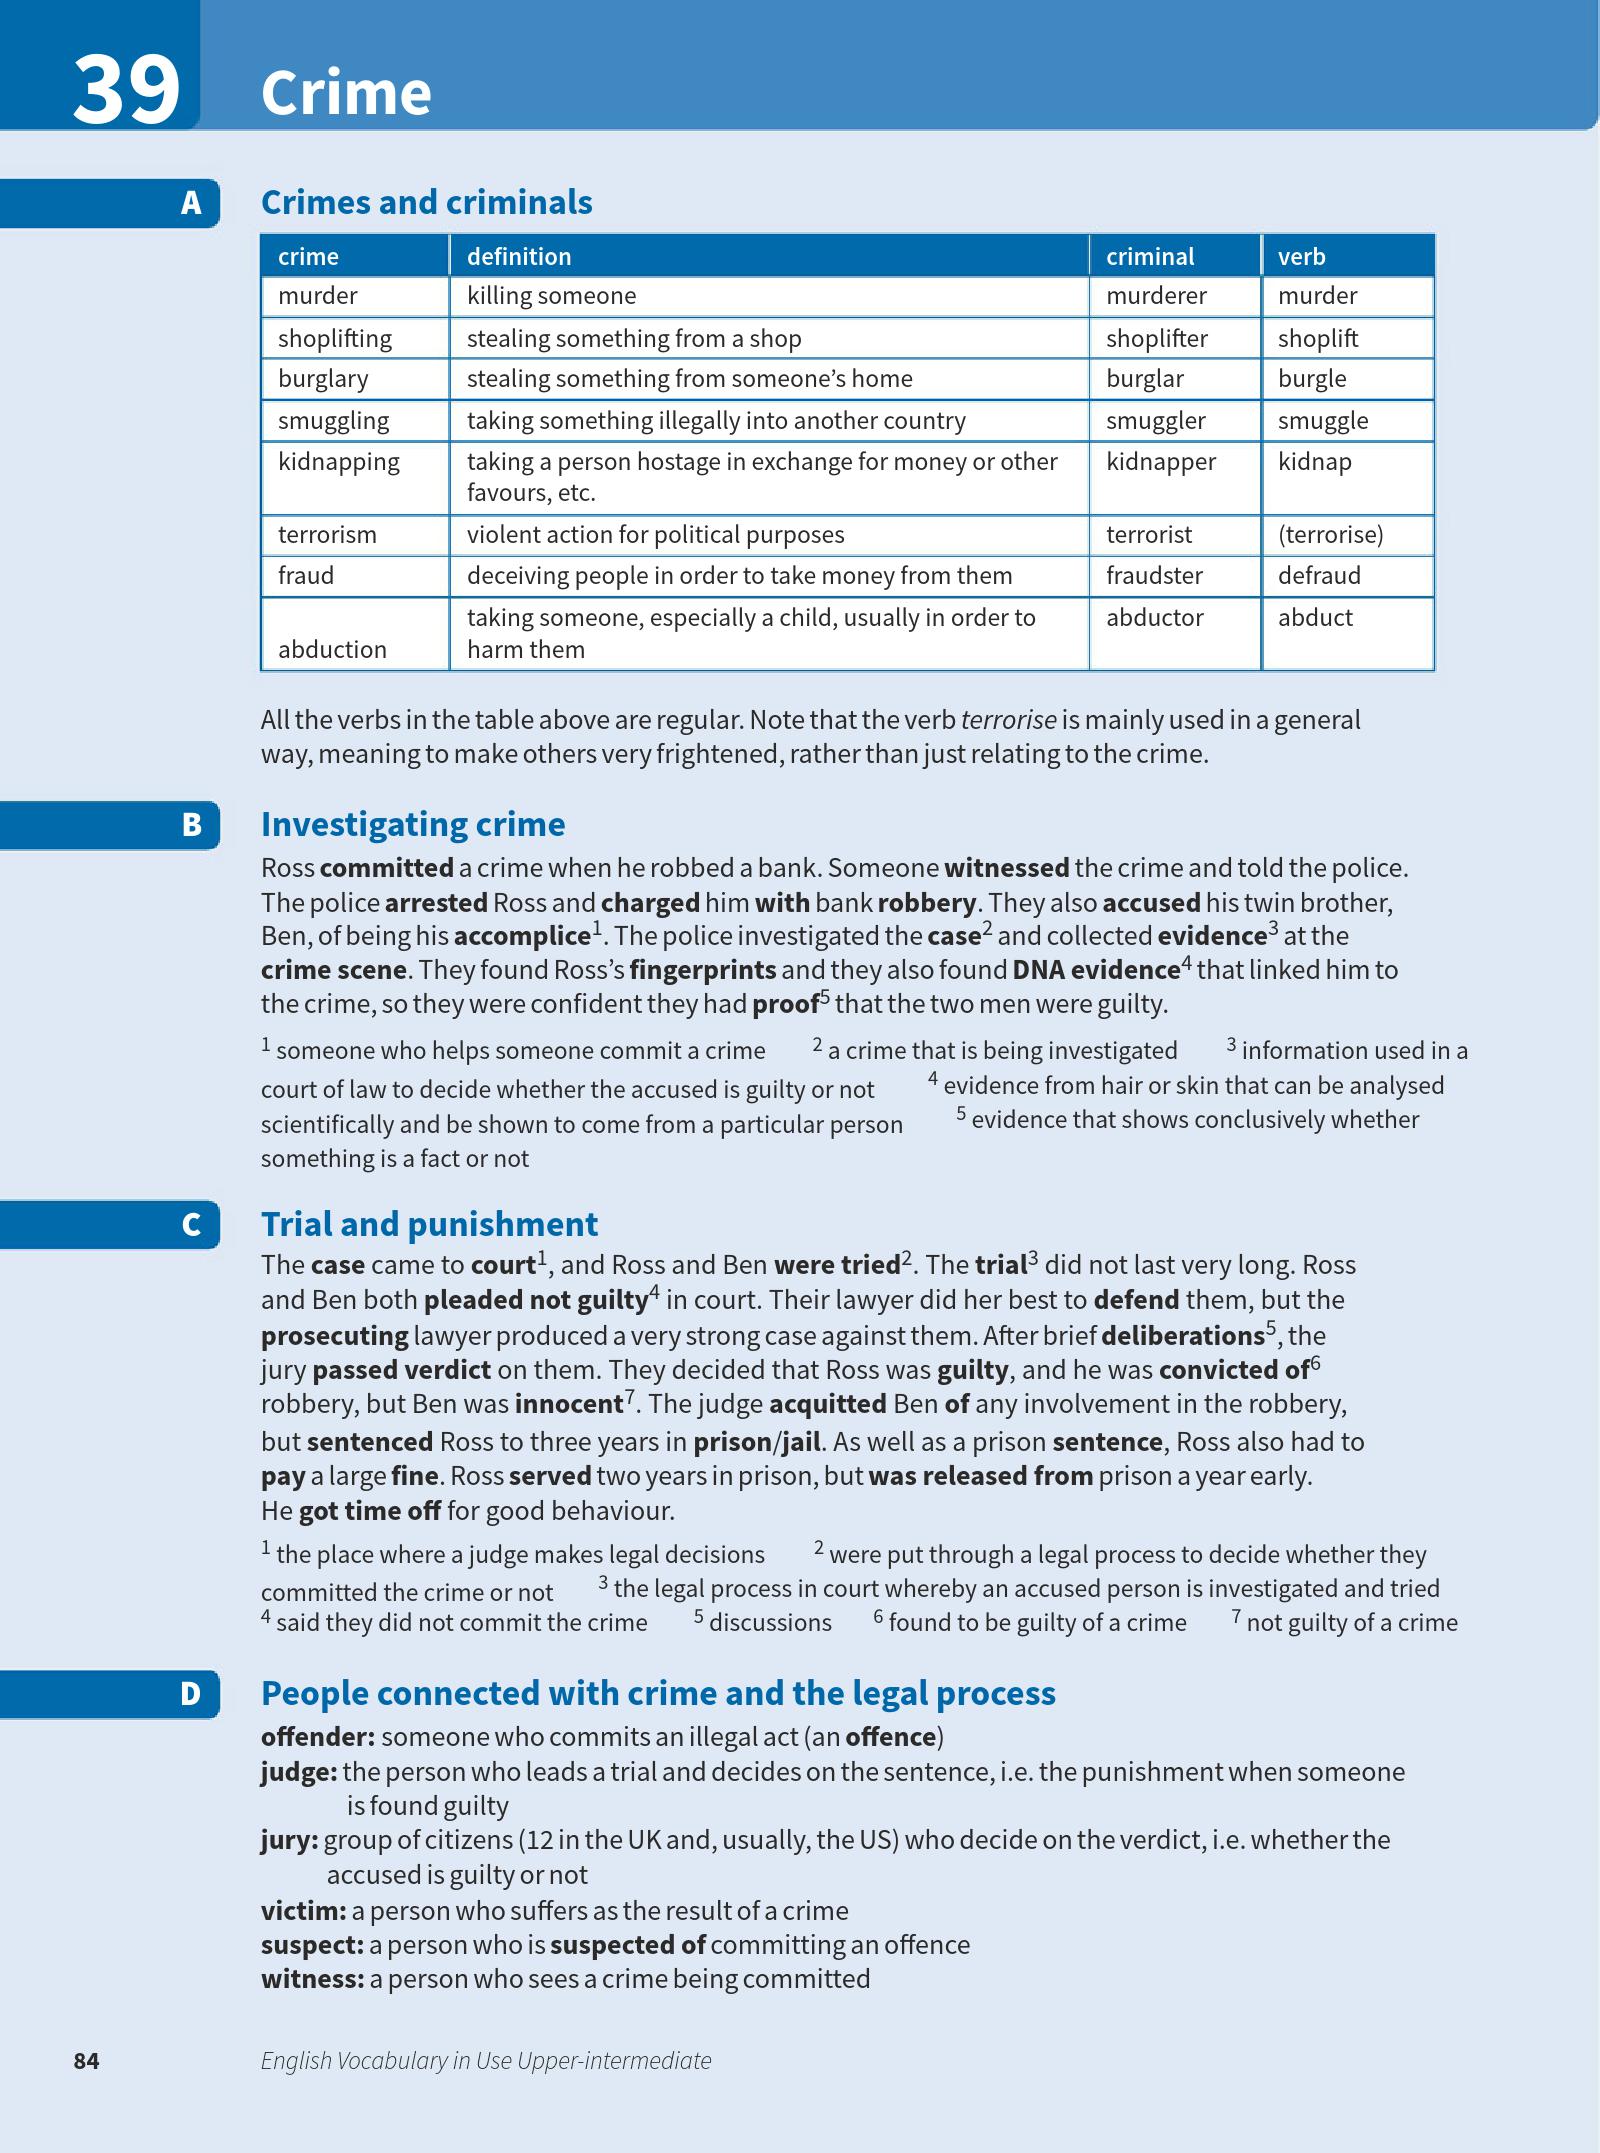 39 Crime
A Crimes and criminals
crime definition criminal verb
murder killing someone murderer murder
shoplifting stealing something from a shop shoplifter shoplift
burglary stealing something from someone’s home burglar burgle
smuggling taking something illegally into another country smuggler smuggle
kidnapping taking a person hostage in exchange for money or other kidnapper kidnap
favours, etc.
terrorism violent action for political purposes terrorist (terrorise)
fraud deceiving people in order to take money from them fraudster defraud
taking someone, especially a child, usually in order to abductor abduct
abduction harm them
All the verbs in the table above are regular. Note that the verb terrorise is mainly used in a general
way, meaning to make others very frightened, rather than just relating to the crime.
B Investigating crime
Ross committed a crime when he robbed a bank. Someone witnessed the crime and told the police.
The police arrested Ross and charged him with bank robbery. They also accused his twin brother,
Ben, of being his accomplice1. The police investigated the case2 and collected evidence3 at the
crime scene. They found Ross’s fingerprints and they also found DNA evidence4 that linked him to
the crime, so they were confident they had proof5 that the two men were guilty.
1 someone who helps someone commit a crime 2 a crime that is being investigated 3 information used in a
court of law to decide whether the accused is guilty or not 4 evidence from hair or skin that can be analysed
scientifically and be shown to come from a particular person 5 evidence that shows conclusively whether
something is a fact or not
C Trial and punishment
The case came to court1, and Ross and Ben were tried2. The trial3 did not last very long. Ross
and Ben both pleaded not guilty4 in court. Their lawyer did her best to defend them, but the
prosecuting lawyer produced a very strong case against them. After brief deliberations5, the
jury passed verdict on them. They decided that Ross was guilty, and he was convicted of6
robbery, but Ben was innocent7. The judge acquitted Ben of any involvement in the robbery,
but sentenced Ross to three years in prison/jail. As well as a prison sentence, Ross also had to
pay a large fine. Ross served two years in prison, but was released from prison a year early.
He got time off for good behaviour.
1 the place where a judge makes legal decisions 2 were put through a legal process to decide whether they
committed the crime or not 3 the legal process in court whereby an accused person is investigated and tried
4 said they did not commit the crime 5 discussions 6 found to be guilty of a crime 7 not guilty of a crime
D People connected with crime and the legal process
offender: someone who commits an illegal act (an offence)
judge: the person who leads a trial and decides on the sentence, i.e. the punishment when someone
is found guilty
jury: group of citizens (12 in the UK and, usually, the US) who decide on the verdict, i.e. whether the
accused is guilty or not
victim: a person who suffers as the result of a crime
suspect: a person who is suspected of committing an offence
witness: a person who sees a crime being committed
84 English Vocabulary in Use Upper-intermediate